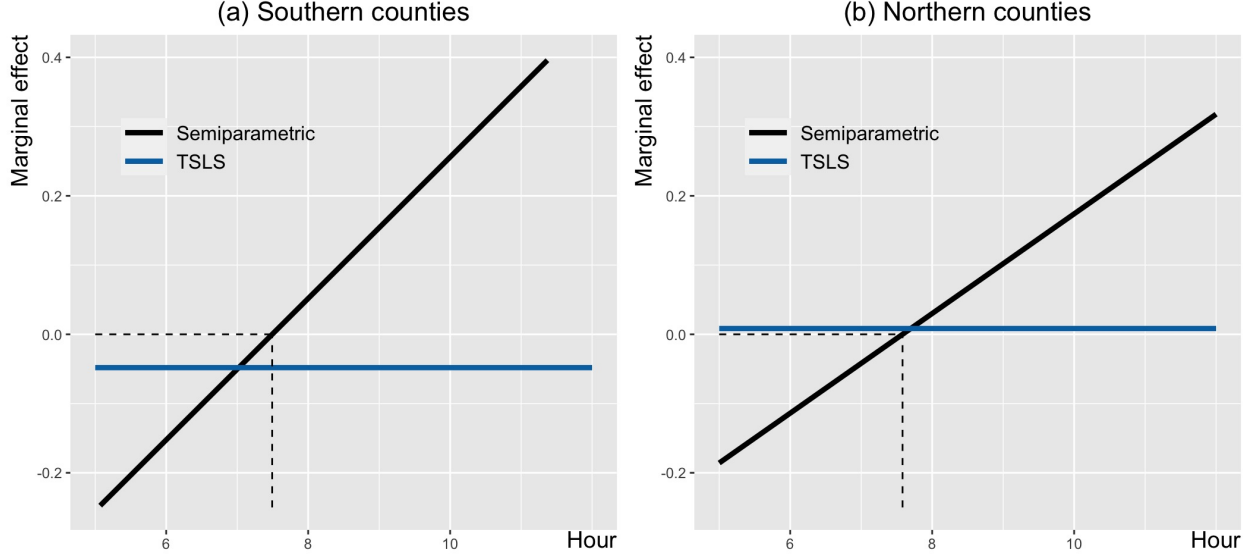 (a) Southern counties
Marginal effect
0.4
0.2
0.0
-0.2
Semiparametric
TSLS
6
8
10
Hour
(b) Northern counties
Marginal effect
0.4
0.2
0.0
-0.2
Semiparametric
TSLS
6
8
10
Hour